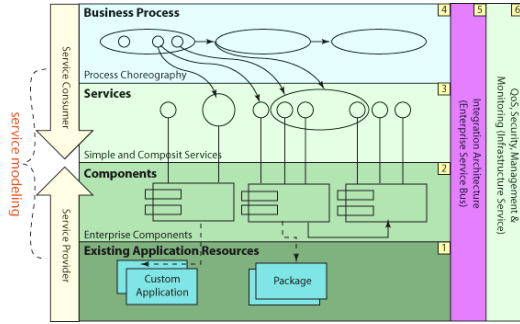 Business Process
4
Process Choreography
Services
3
Simple and Composit Services
Components
2
Enterprise Components
Existing Application Resources
1
Custom
Application
Package
Service Consumer
Service Provider
service modeling
5
Integration Architecture
(Enterprise Service Bus)
6
QoS, Security, Management &
Monitoring (Infrastructure Service)